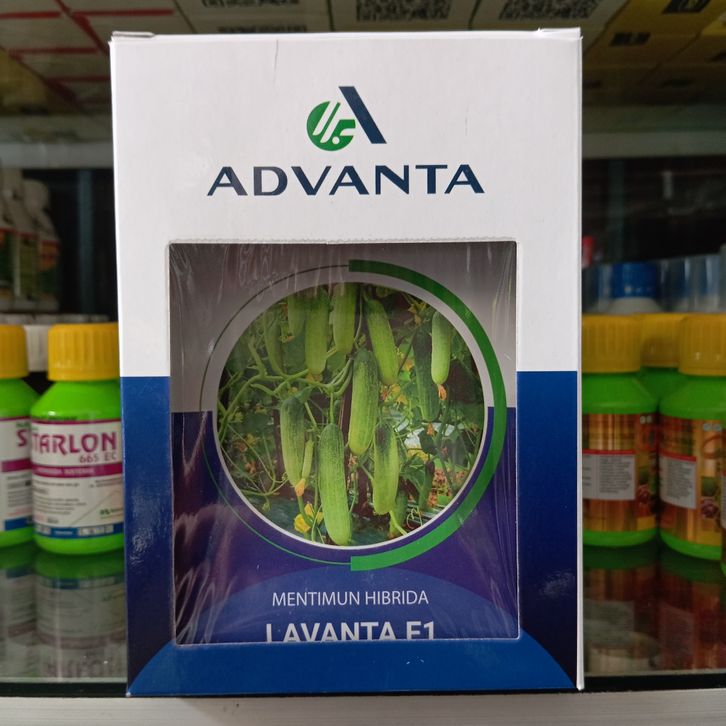 ADVANTA
MENTIMUN HIBRIDA
LAVANTA F1
STARLON
665 EC